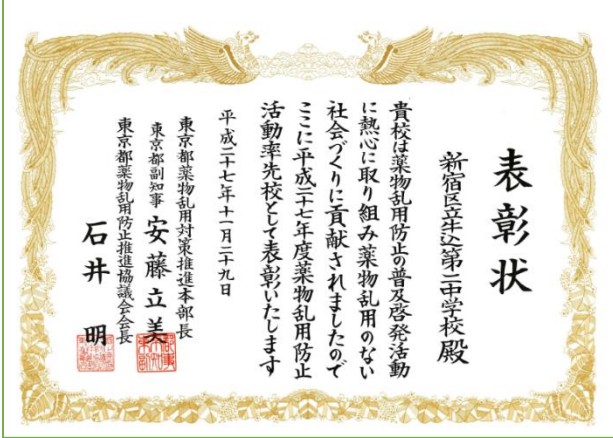 表彰状
新宿区立牛込第二中学校殿
貴校は薬物乱用防止の普及啓発活動
に熱心に取り組み薬物乱用のない
社会づくりに貢献されましたので
ここに平成二十七年度薬物乱用防止
活動率先校として表彰いたします
平成二十七年十一月二十九日
東京都薬物乱用対策推進本部長
東京都副知事 安藤立美
東京都薬物乱用防止推進協議会会長
石井 明